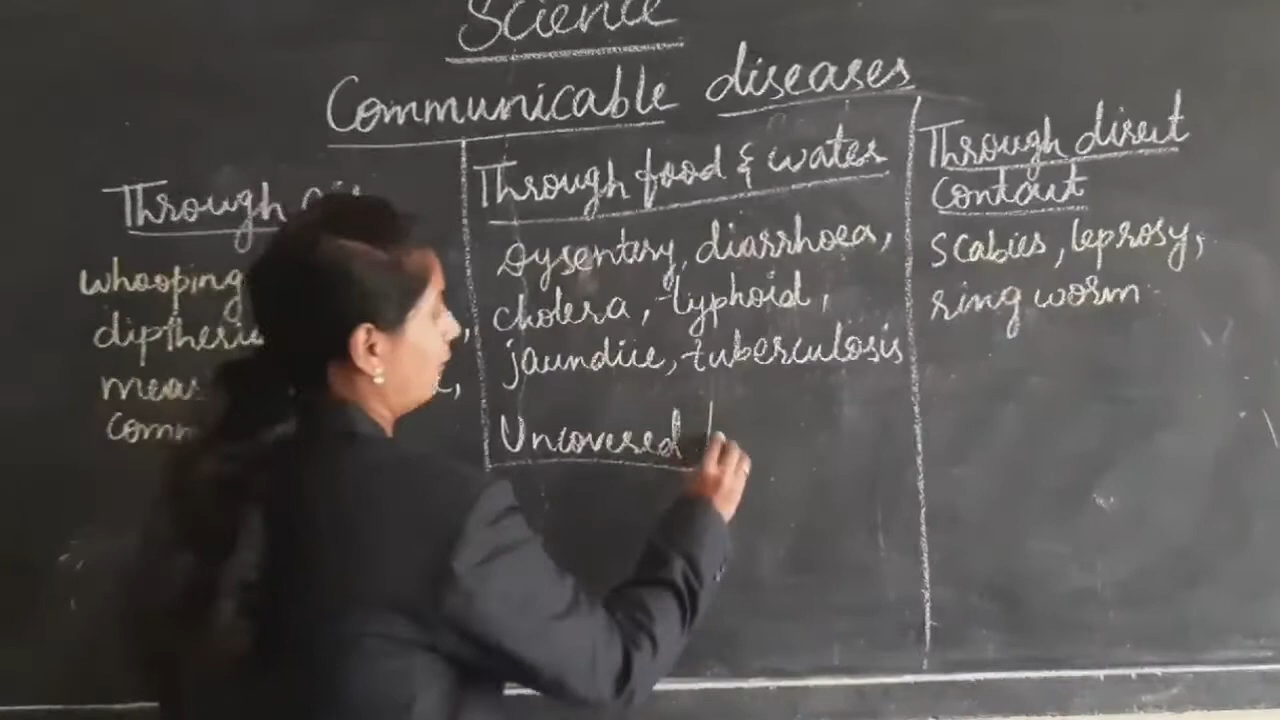 Science
Communicable diseases
Through
whooping
Through food & water
Dysentery, diarrhoea,
cholera, typhoid,
jaundice, tuberculosis
Uncovered
Through direct
Contact
Scabies, leprosy,
ring worm